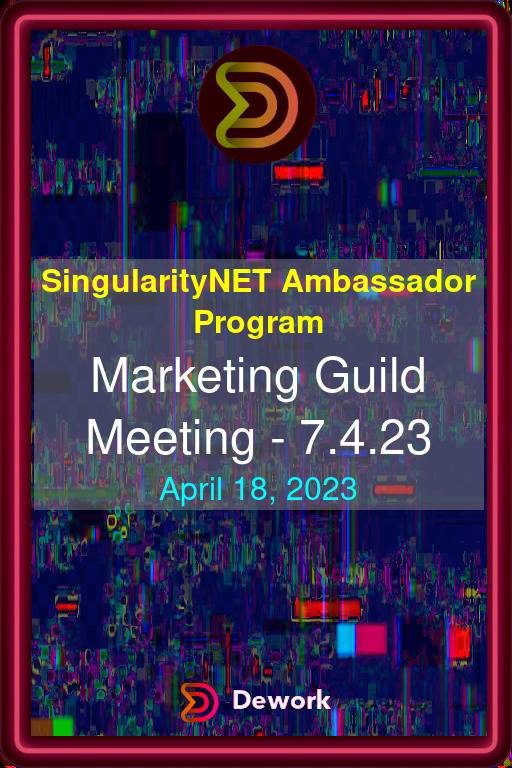 SingularityNET Ambassador
Program
Marketing Guild
Meeting - 7.4.23
April 18, 2023
Dework